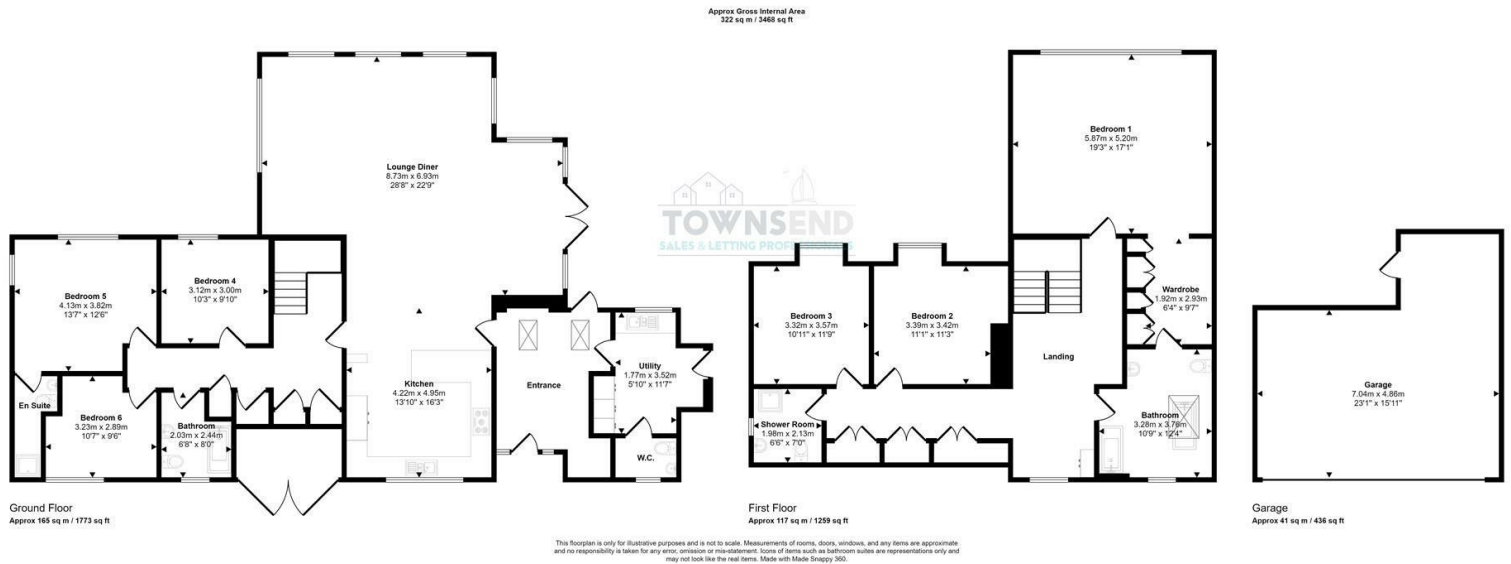 Approx Gross Internal Area
322 sq m / 3468 sq ft
Lounge Diner
8.73m x 6.93m
28'8" x 22'9"
Bedroom 5
4.13m x 3.82m
13'7" x 12'6"
Bedroom 4
3.12m x 3.00m
10'3" x 9'10"
En Suite
Bedroom 6
3.23m x 2.89m
10'7" x 9'6"
Bathroom
2.03m x 2.44m
6'8" x 8'0"
Kitchen
4.22m x 4.95m
13'10" x 16'3"
Entrance
Utility
1.77m x 3.52m
5'10" x 11'7"
W.C.
Ground Floor
Approx 165 sq m / 1773 sq ft
TOWNSEND
SALES & LETTING PROFESSIONALS
Bedroom 1
5.87m x 5.20m
19'3" x 17'1"
Bedroom 3
3.32m x 3.57m
10'11" x 11'9"
Bedroom 2
3.39m x 3.42m
11'1" x 11'3"
Wardrobe
1.92m x 2.93m
6'4" x 9'7"
Landing
Shower Room
1.98m x 2.13m
6'6" x 7'0"
Bathroom
3.28m x 3.76m
10'9" x 12'4"
First Floor
Approx 117 sq m / 1259 sq ft
Garage
7.04m x 4.86m
23'1" x 15'11"
Garage
Approx 41 sq m / 436 sq ft
This floorplan is only for illustrative purposes and is not to scale. Measurements of rooms, doors, windows, and any items are approximate
and no responsibility is taken for any error, omission or mis-statement. Icons of items such as bathroom suites are representations only and
may not look like the real items. Made with Made Snappy 360.